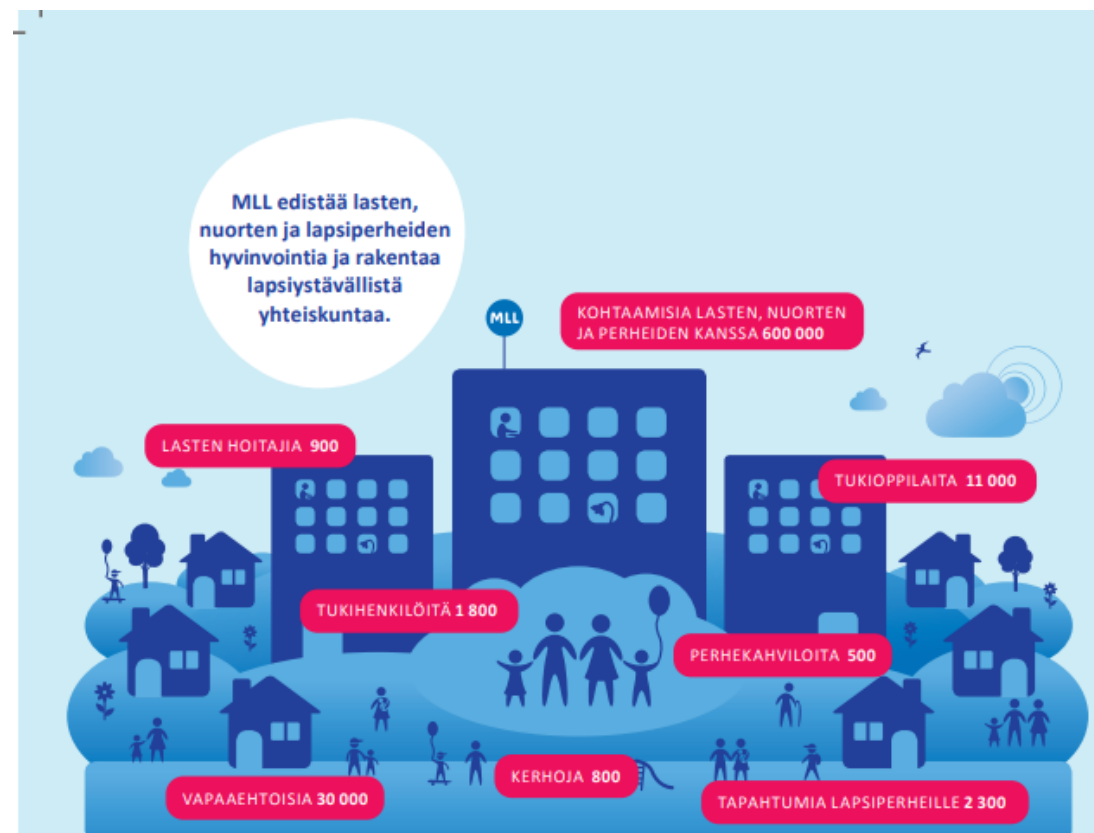 MLL edistää lasten,
nuorten ja lapsiperheiden
hyvinvointia ja rakentaa
lapsiystävällistä
yhteiskuntaa.
MLL
KOHTAAMISIA LASTEN, NUORTEN
JA PERHEIDEN KANSSA 600 000
LASTEN HOITAJIA 900
TUKIOPPILAITA 11 000
TUKIHENKILÖITÄ 1 800
PERHEKAHVILOITA 500
KERHOJA 800
VAPAAEHTOISIA 30 000
TAPAHTUMIA LAPSIPERHEILLE 2 300